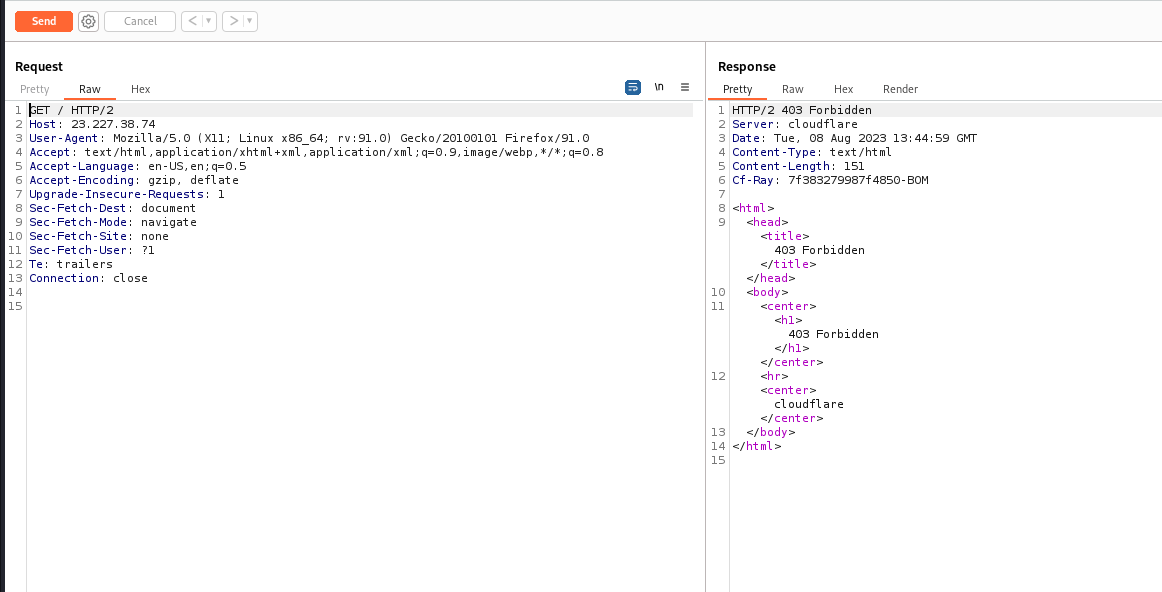 Send Cancel < >
Request
Pretty Raw Hex \n
1 GET / HTTP/2
2 Host: 23.227.38.74
3 User-Agent: Mozilla/5.0 (X11; Linux x86_64; rv:91.0) Gecko/20100101 Firefox/91.0
4 Accept: text/html,application/xhtml+xml,application/xml;q=0.9,image/webp,*/*;q=0.8
5 Accept-Language: en-US,en;q=0.5
6 Accept-Encoding: gzip, deflate
7 Upgrade-Insecure-Requests: 1
8 Sec-Fetch-Dest: document
9 Sec-Fetch-Mode: navigate
10 Sec-Fetch-Site: none
11 Sec-Fetch-User: ?1
12 Te: trailers
13 Connection: close
14
15
Response
Pretty Raw Hex Render
1 HTTP/2 403 Forbidden
2 Server: cloudflare
3 Date: Tue, 08 Aug 2023 13:44:59 GMT
4 Content-Type: text/html
5 Content-Length: 151
6 Cf-Ray: 7f383279987f4850-BOM
7
8 <html>
9 <head>
<title>
403 Forbidden
</title>
</head>
10 <body>
11 <center>
<h1>
403 Forbidden
</h1>
</center>
12 <hr>
<center>
cloudflare
</center>
13 </body>
14 </html>
15